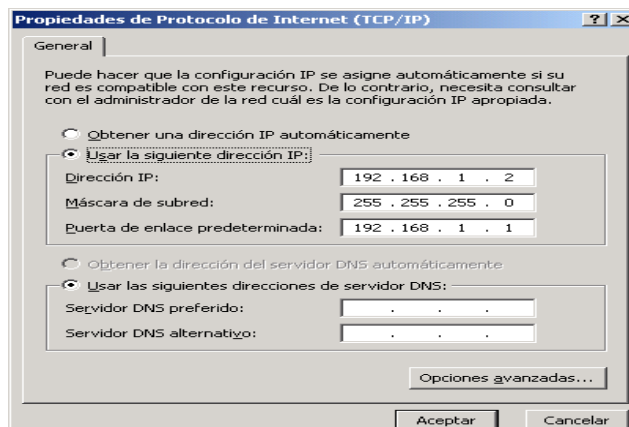 Propiedades de Protocolo de Internet (TCP/IP)
General
Puede hacer que la configuración IP se asigne automáticamente si su
red es compatible con este recurso. De lo contrario, necesita consultar
con el administrador de la red cuál es la configuración IP apropiada.
Obtener una dirección IP automáticamente
Usar la siguiente dirección IP:
Dirección IP: 192 . 168 . 1 . 2
Máscara de subred: 255 . 255 . 255 . 0
Puerta de enlace predeterminada: 192 . 168 . 1 . 1
Obtener la dirección del servidor DNS automáticamente
Usar las siguientes direcciones de servidor DNS:
Servidor DNS preferido: . . .
Servidor DNS alternativo: . . .
Opciones avanzadas...
Aceptar Cancelar